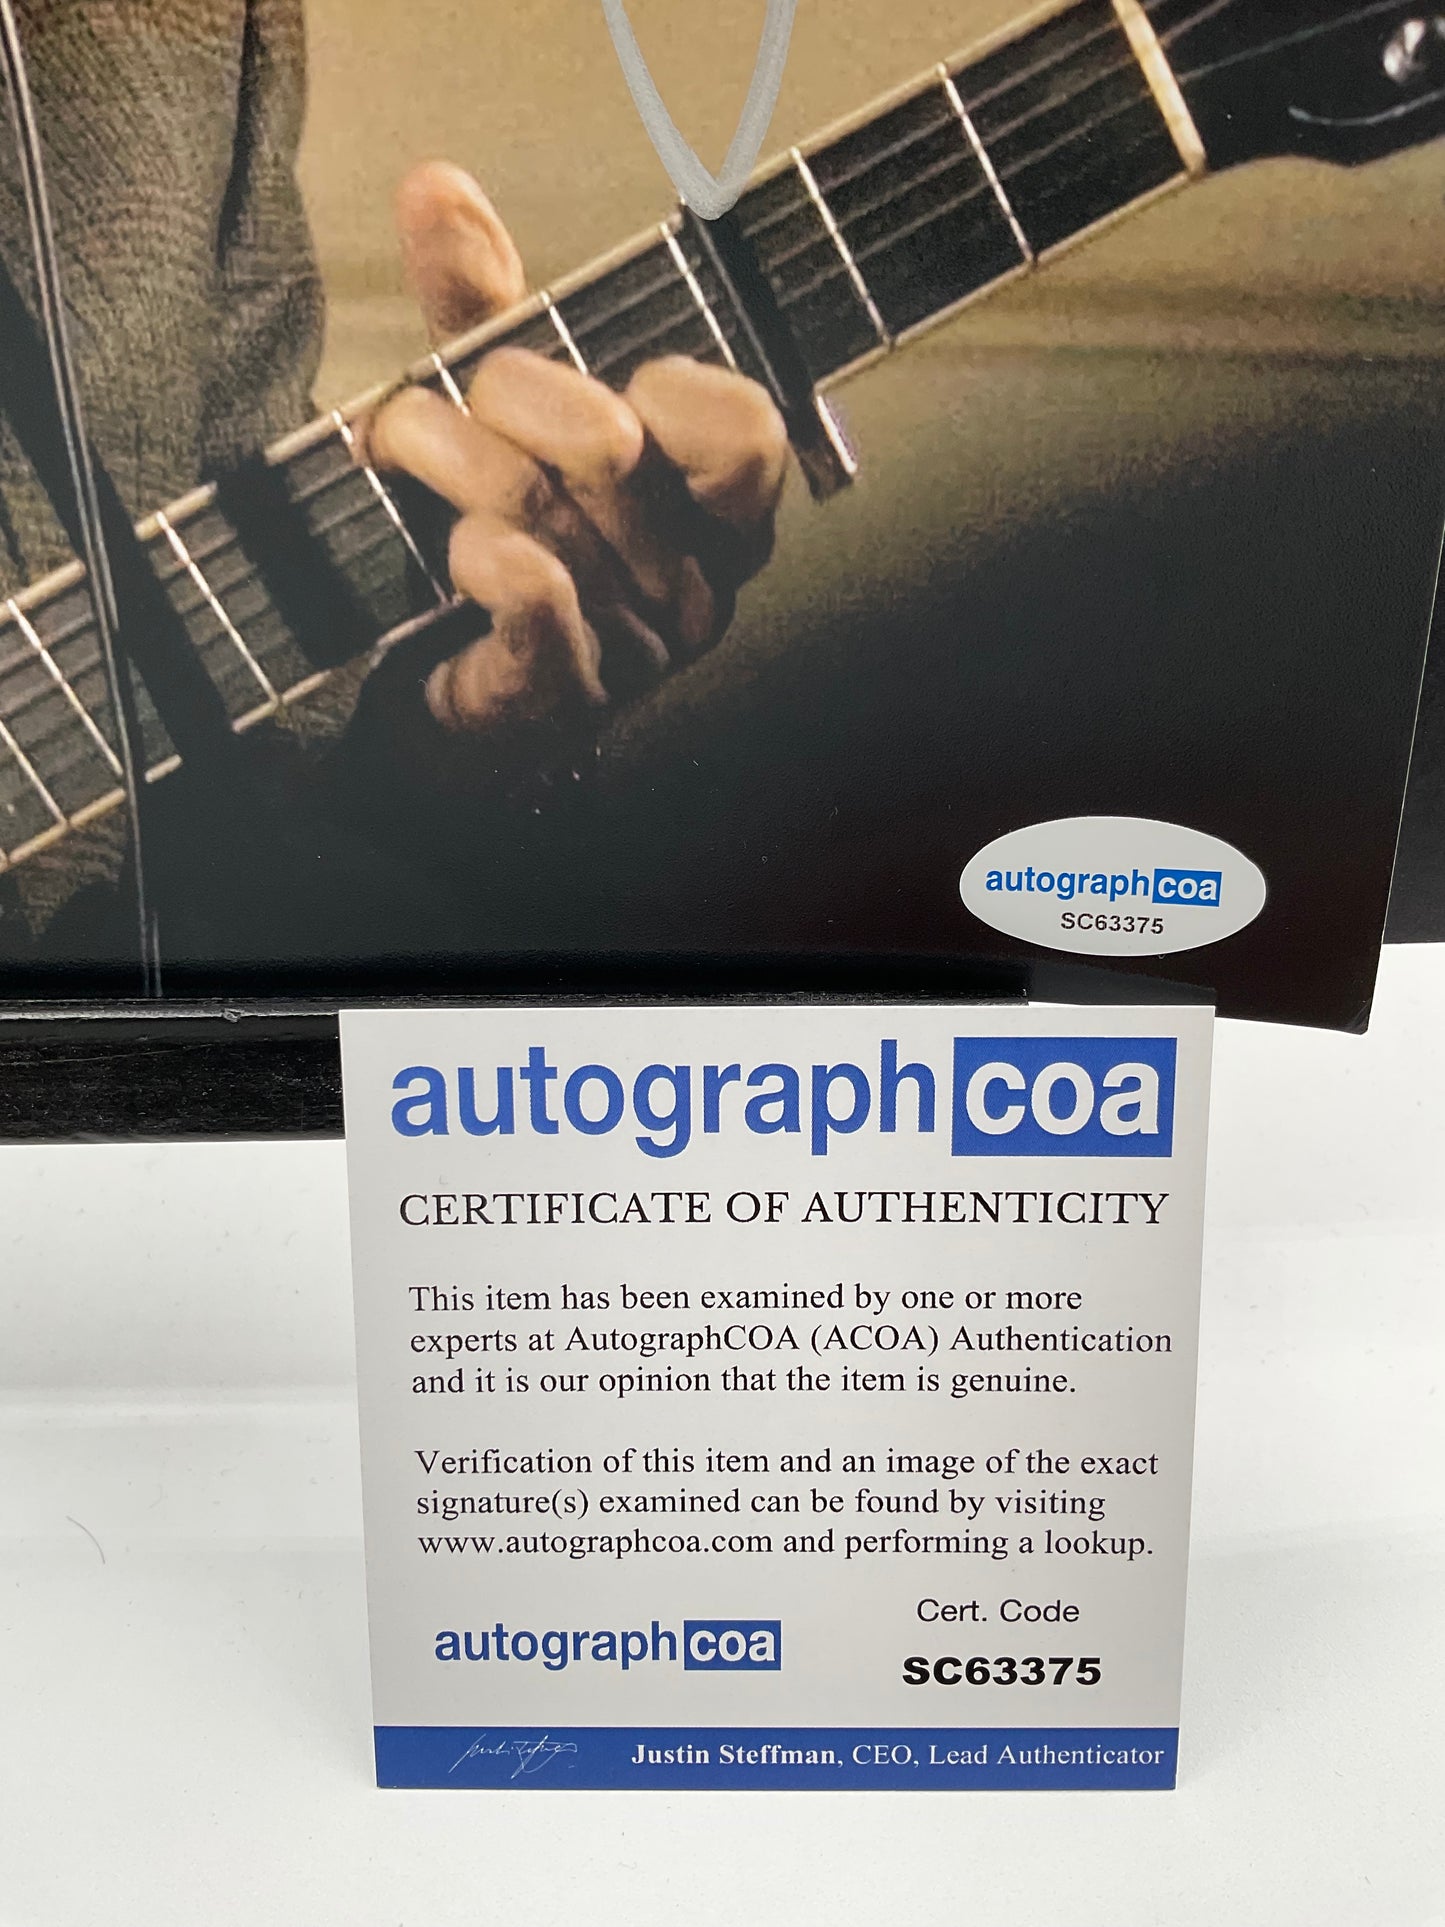 autographcoa
SC63375
autographcoa
CERTIFICATE OF AUTHENTICITY
This item has been examined by one or more
experts at AutographCOA (ACOA) Authentication
and it is our opinion that the item is genuine.
Verification of this item and an image of the exact
signature(s) examined can be found by visiting
www.autographcoa.com and performing a lookup.
Cert. Code
autographcoa
SC63375
Justin Steffman, CEO, Lead Authenticator